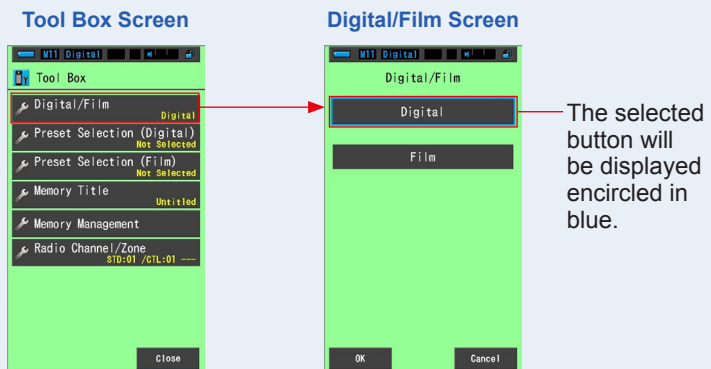 Tool Box Screen
Digital/Film Screen
M11 Digital
Tool Box
Digital/Film
Digital
Preset Selection (Digital)
Not Selected
Preset Selection (Film)
Not Selected
Memory Title
Untitled
Memory Management
Radio Channel/Zone
STD:01 /CTL:01 ---
Close
M11 Digital
Digital/Film
Digital
Film
OK
Cancel
The selected
button will
be displayed
encircled in
blue.